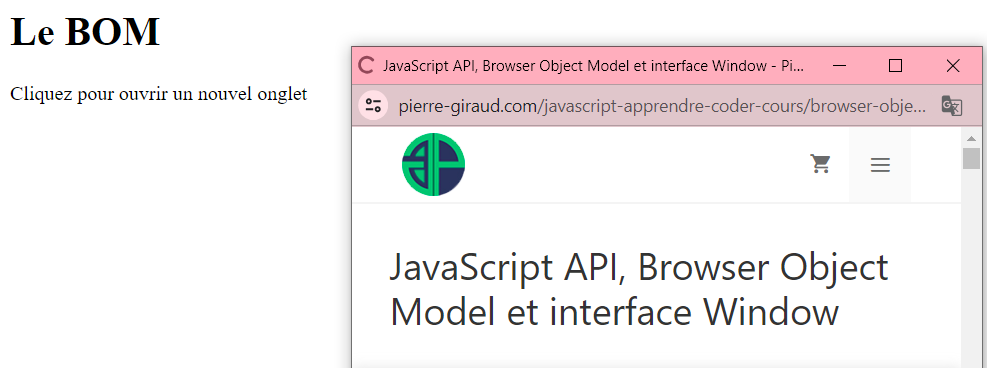 Le BOM
Cliquez pour ouvrir un nouvel onglet
JavaScript API, Browser Object Model et interface Window - Pi...
pierre-giraud.com/javascript-apprendre-coder-cours/browser-obje...
JavaScript API, Browser Object
Model et interface Window